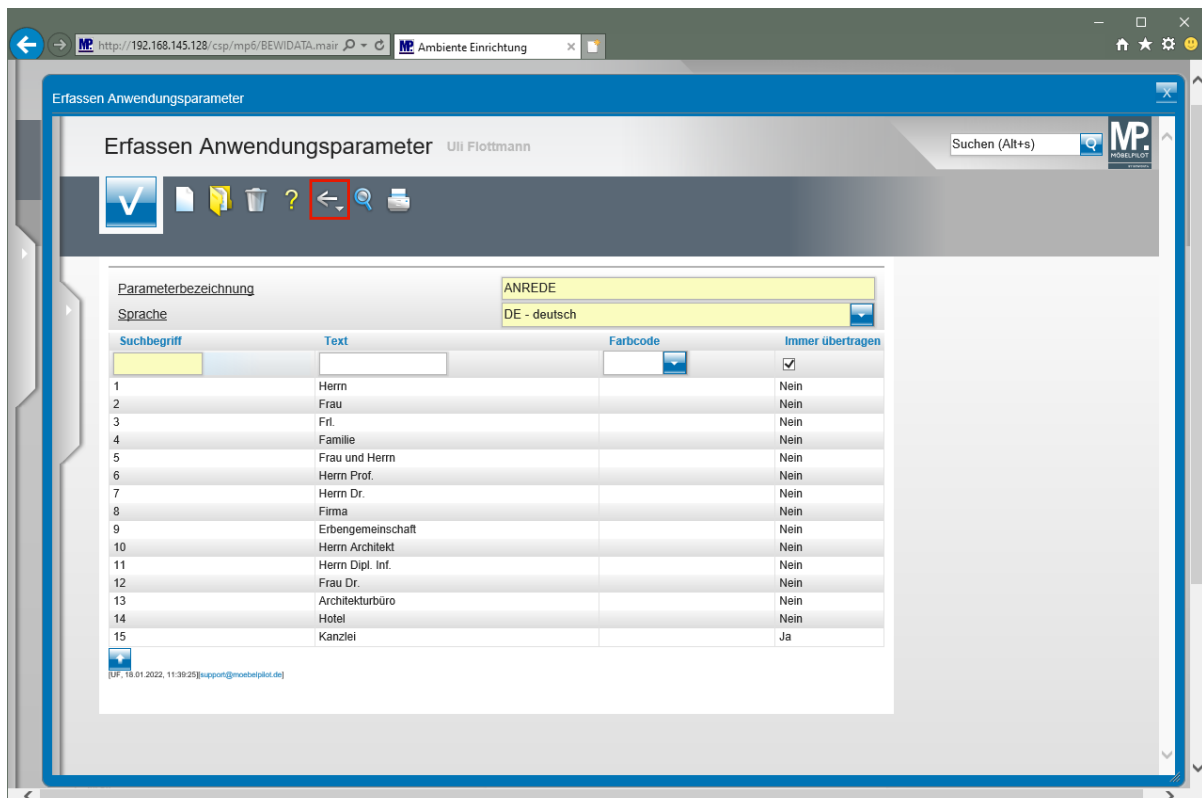 http://192.168.145.128/csp/mp6/BEWIDATA.mair
MP. Ambiente Einrichtung
Erfassen Anwendungsparameter
Erfassen Anwendungsparameter Uli Flottmann
Suchen (Alt+s)
MP.
MÖBELPILOT
Parameterbezeichnung ANREDE
Sprache DE - deutsch
Suchbegriff Text Farbcode Immer übertragen
1 Herrn Nein
2 Frau Nein
3 Frl. Nein
4 Familie Nein
5 Frau und Herrn Nein
6 Herrn Prof. Nein
7 Herrn Dr. Nein
8 Firma Nein
9 Erbengemeinschaft Nein
10 Herrn Architekt Nein
11 Herrn Dipl. Inf. Nein
12 Frau Dr. Nein
13 Architekturbüro Nein
14 Hotel Nein
15 Kanzlei Ja
[UF, 18.01.2022, 11:39:25][support@moebelpilot.de]